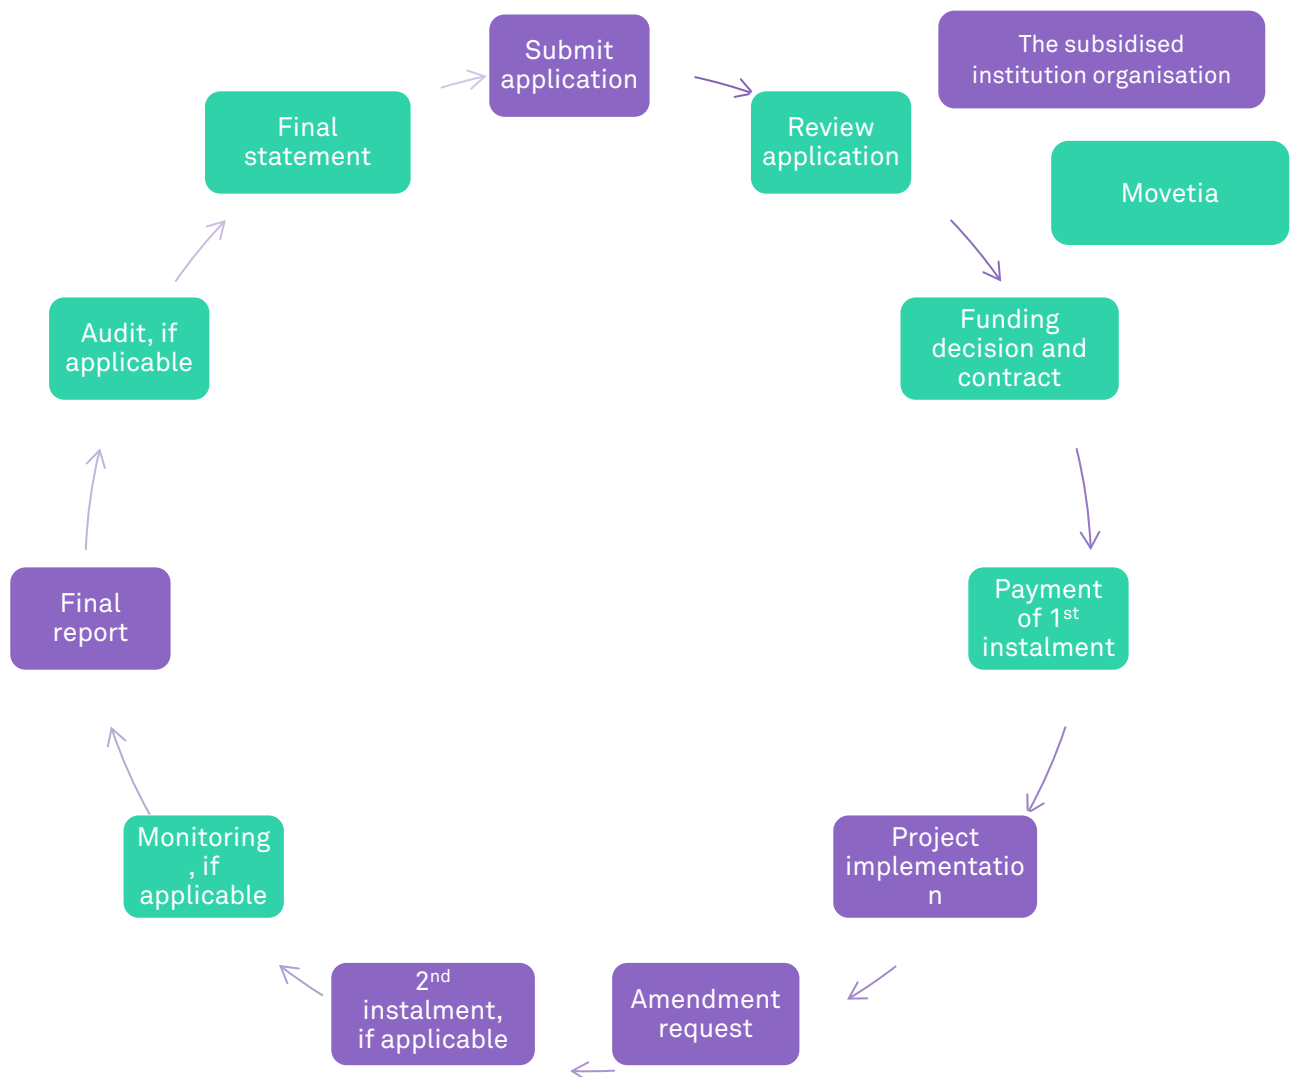 Submit
application
The subsidised
institution organisation
Final
statement
Review
application
Movetia
Audit, if
applicable
Funding
decision and
contract
Final
report
Payment
of 1st
instalment
Monitoring
, if
applicable
Project
implementatio
n
2nd
instalment,
if applicable
Amendment
request